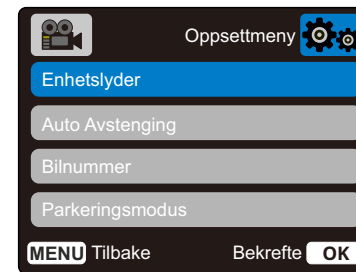 Oppsettmeny
Enhetslyder
Auto Avstenging
Bilnummer
Parkeringsmodus
MENU Tilbake Bekrefte OK